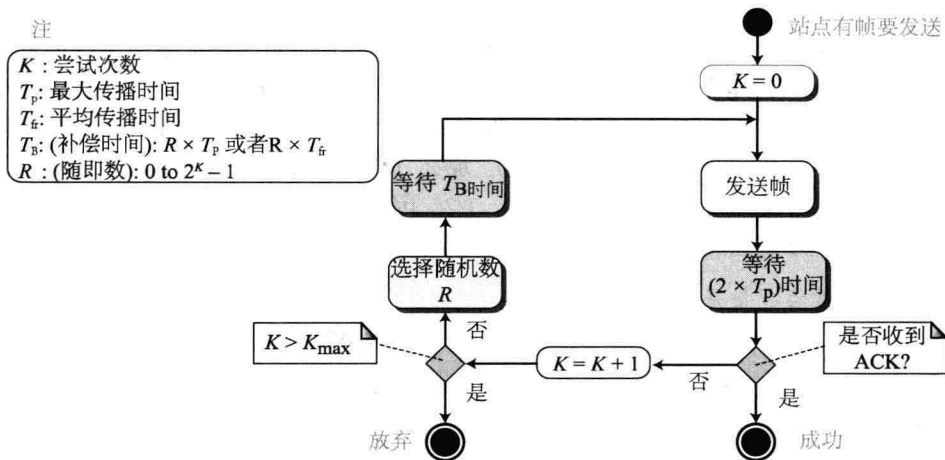 注
K : 尝试次数
Tp: 最大传播时间
Tfr: 平均传播时间
TB: (补偿时间): R × TP 或者R × Tfr
R : (随即数): 0 to 2^K – 1
站点有帧要发送
K = 0
等待 TB时间
发送帧
选择随机数
R
等待
(2 × Tp)时间
否
K > Kmax
K = K + 1
否
是否收到
ACK?
是
是
放弃
成功